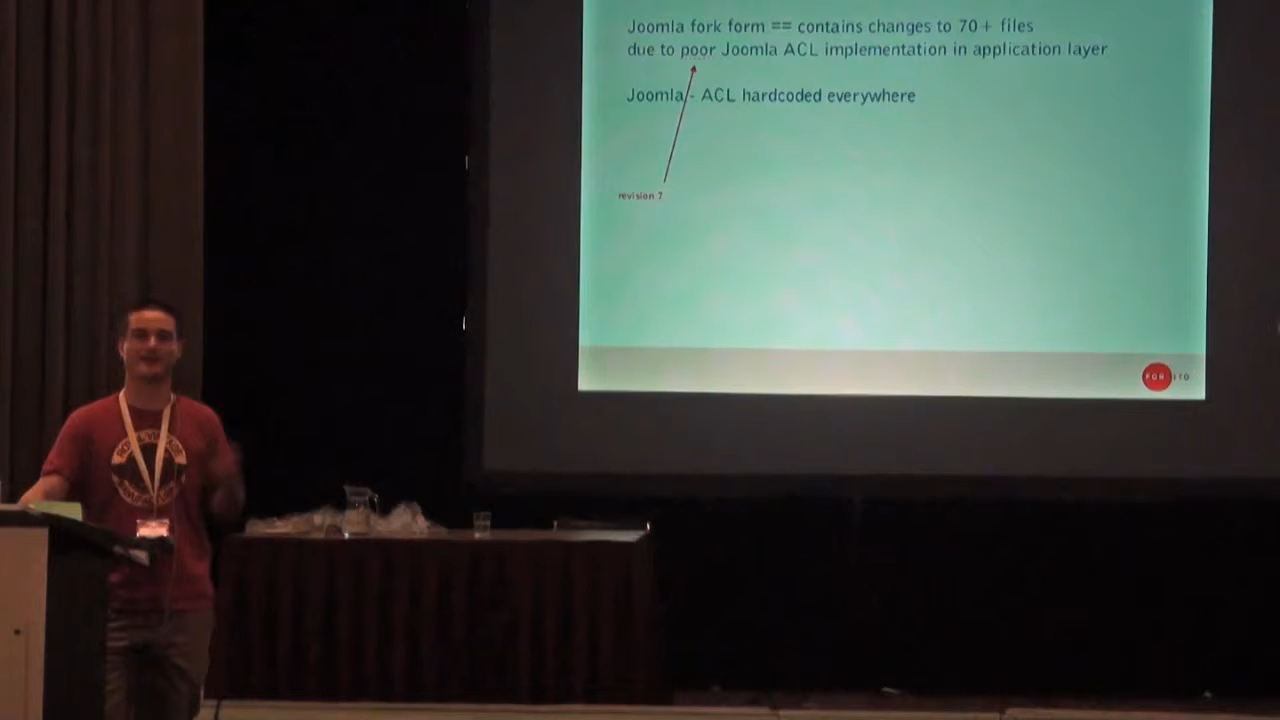 Joomla fork form == contains changes to 70+ files
due to poor Joomla ACL implementation in application layer
Joomla - ACL hardcoded everywhere
revision 7